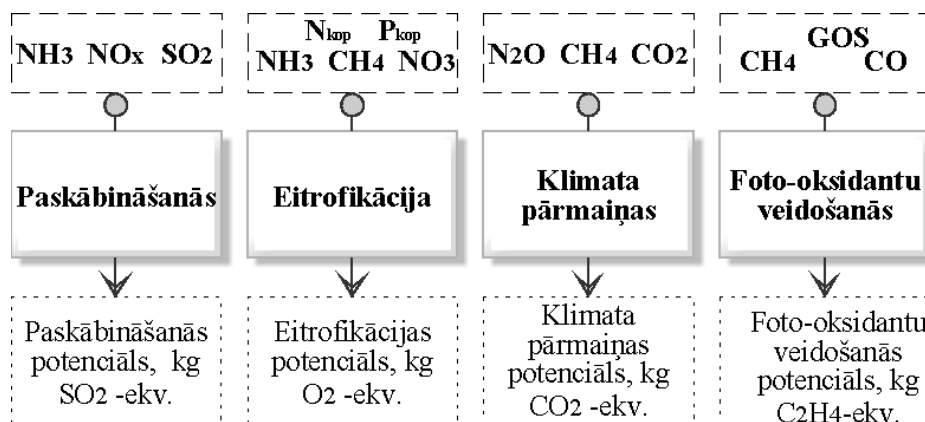 NH3 NOx SO2
Nkop Pkop
NH3 CH4 NO3
N2O CH4 CO2
GOS
CH4 CO
Paskābināšanās
Eitrofikācija
Klimata
pārmaiņas
Foto-oksidantu
veidošanās
Paskābināšanās
potenciāls, kg
SO2 -ekv.
Eitrofikācijas
potenciāls, kg
O2 -ekv.
Klimata
pārmaiņas
potenciāls, kg
CO2 -ekv.
Foto-oksidantu
veidošanās
potenciāls, kg
C2H4-ekv.